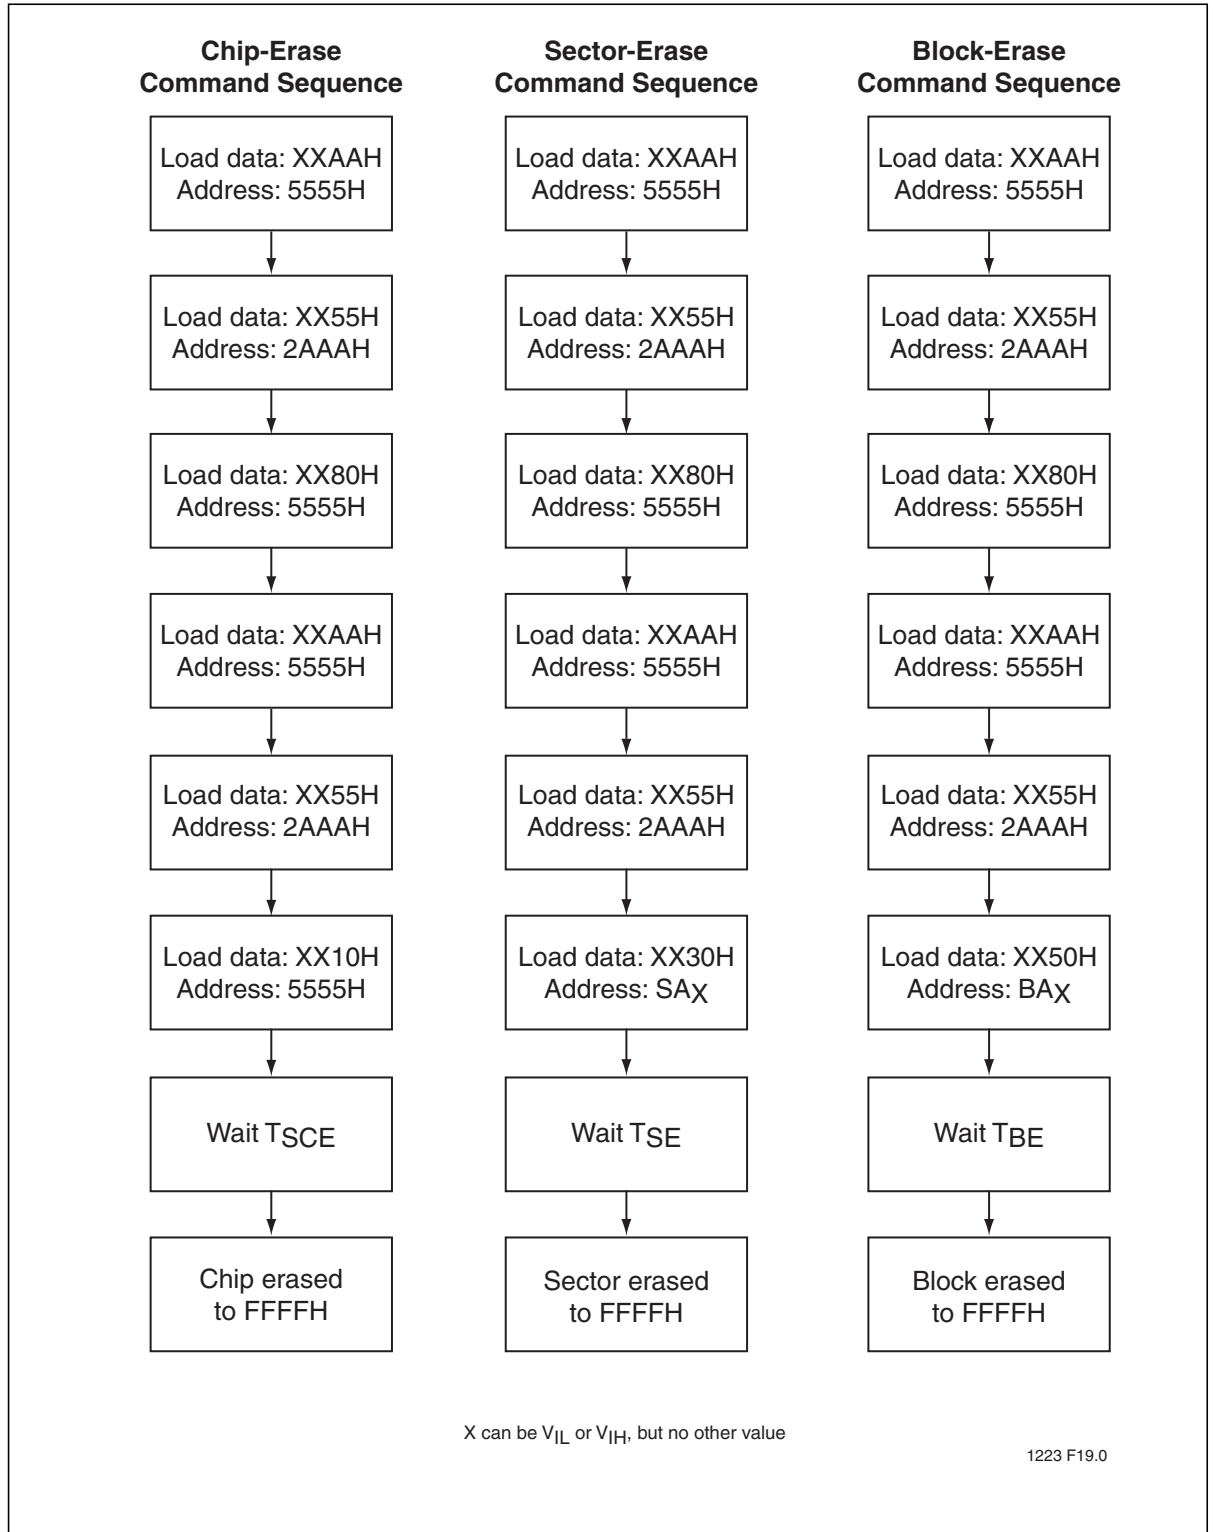 Chip-Erase
Command Sequence
Load data: XXAAH
Address: 5555H
Load data: XX55H
Address: 2AAAH
Load data: XX80H
Address: 5555H
Load data: XXAAH
Address: 5555H
Load data: XX55H
Address: 2AAAH
Load data: XX10H
Address: 5555H
Wait TSCE
Chip erased
to FFFFH
Sector-Erase
Command Sequence
Load data: XXAAH
Address: 5555H
Load data: XX55H
Address: 2AAAH
Load data: XX80H
Address: 5555H
Load data: XXAAH
Address: 5555H
Load data: XX55H
Address: 2AAAH
Load data: XX30H
Address: SAX
Wait TSE
Sector erased
to FFFFH
Block-Erase
Command Sequence
Load data: XXAAH
Address: 5555H
Load data: XX55H
Address: 2AAAH
Load data: XX80H
Address: 5555H
Load data: XXAAH
Address: 5555H
Load data: XX55H
Address: 2AAAH
Load data: XX50H
Address: BAX
Wait TBE
Block erased
to FFFFH
X can be VIL or VIH, but no other value
1223 F19.0